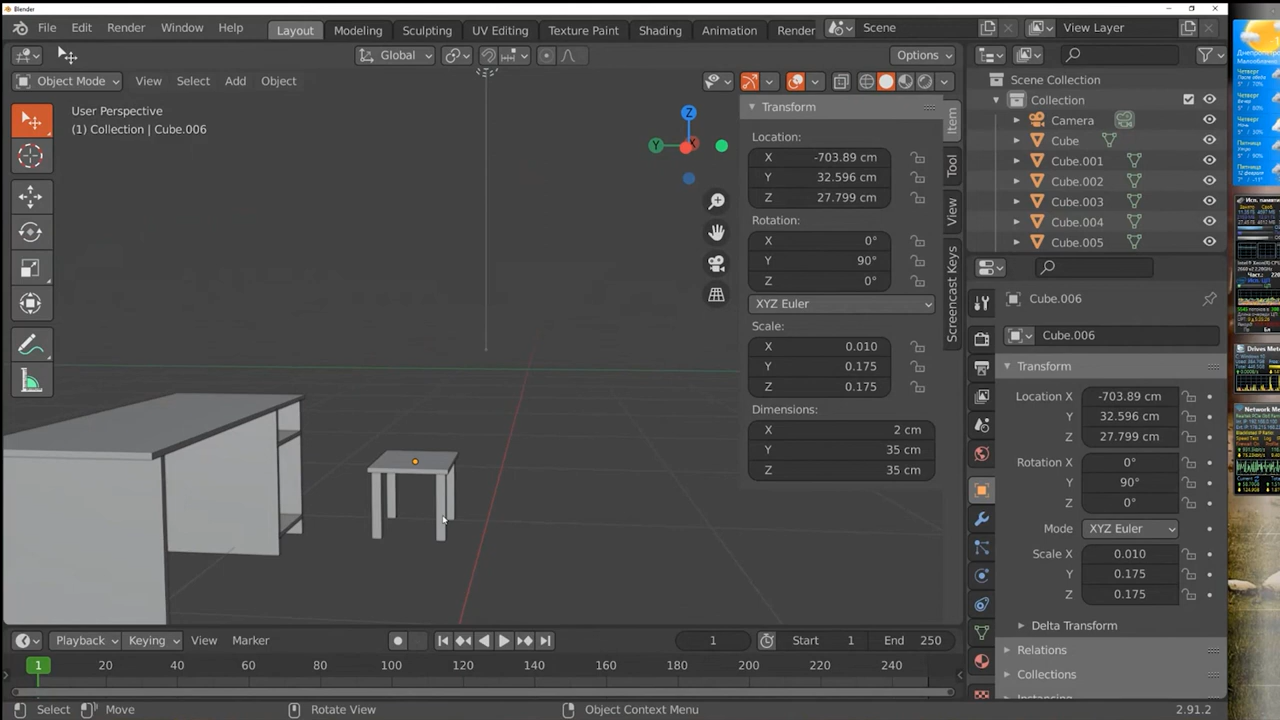 Blender
File Edit Render Window Help
Layout Modeling Sculpting UV Editing Texture Paint Shading Animation Render
Scene
View Layer
Global
Options
Object Mode View Select Add Object
User Perspective
(1) Collection | Cube.006
Z
Y
X
Transform
Location:
X -703.89 cm
Y 32.596 cm
Z 27.799 cm
Rotation:
X 0°
Y 90°
Z 0°
XYZ Euler
Scale:
X 0.010
Y 0.175
Z 0.175
Dimensions:
X 2 cm
Y 35 cm
Z 35 cm
Item
Tool
View
Screencast Keys
Scene Collection
Collection
Camera
Cube
Cube.001
Cube.002
Cube.003
Cube.004
Cube.005
Cube.006
Cube.006
Transform
Location X -703.89 cm
Y 32.596 cm
Z 27.799 cm
Rotation X 0°
Y 90°
Z 0°
Mode XYZ Euler
Scale X 0.010
Y 0.175
Z 0.175
Delta Transform
Relations
Collections
Instancing
Playback Keying View Marker
1
Start 1
End 250
1 20 40 60 80 100 120 140 160 180 200 220 240
Select Move Rotate View Object Context Menu
2.91.2
Четверг
Четверг
Четверг
Пятница
Пятница